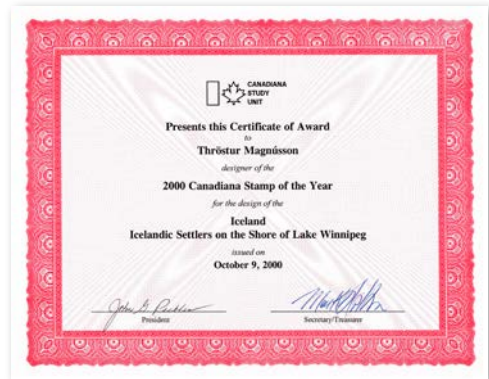 CANADIANA
STUDY
UNIT
Presents this Certificate of Award
to
Thröstur Magnússon
designer of the
2000 Canadiana Stamp of the Year
for the design of the
Iceland
Icelandic Settlers on the Shore of Lake Winnipeg
issued on
October 9, 2000
President
Secretary/Treasurer